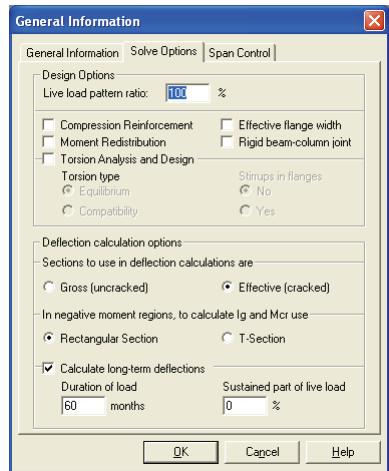 General Information
General Information Solve Options Span Control
Design Options
Live load pattern ratio: 100 %
Compression Reinforcement Effective flange width
Moment Redistribution Rigid beam-column joint
Torsion Analysis and Design
Torsion type Stirrups in flanges
Equilibrium No
Compatibility Yes
Deflection calculation options
Sections to use in deflection calculations are
Gross (uncracked) Effective (cracked)
In negative moment regions, to calculate Ig and Mcr use
Rectangular Section T-Section
Calculate long-term deflections
Duration of load Sustained part of live load
60 months 0 %
OK Cancel Help